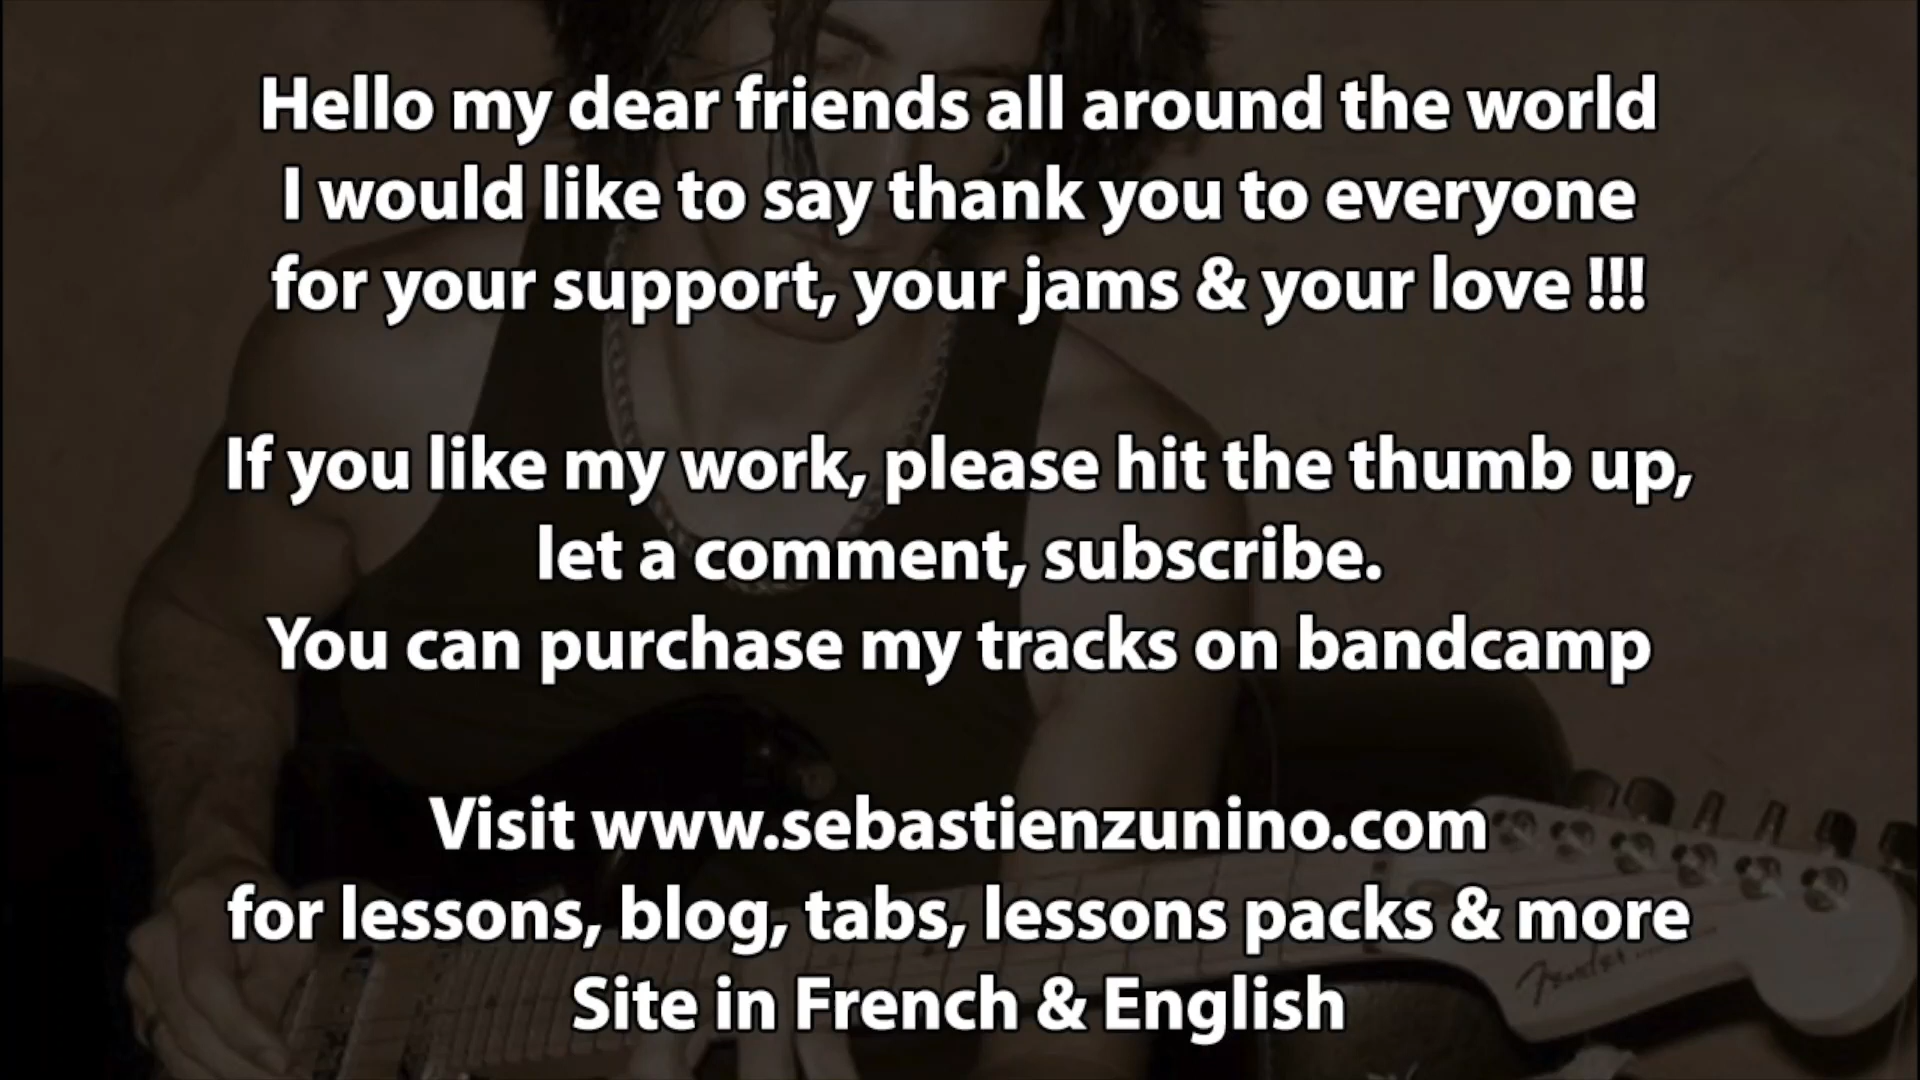 Hello my dear friends all around the world
I would like to say thank you to everyone
for your support, your jams & your love !!!
If you like my work, please hit the thumb up,
let a comment, subscribe.
You can purchase my tracks on bandcamp
Visit www.sebastienzunino.com
for lessons, blog, tabs, lessons packs & more
Site in French & English
Fender